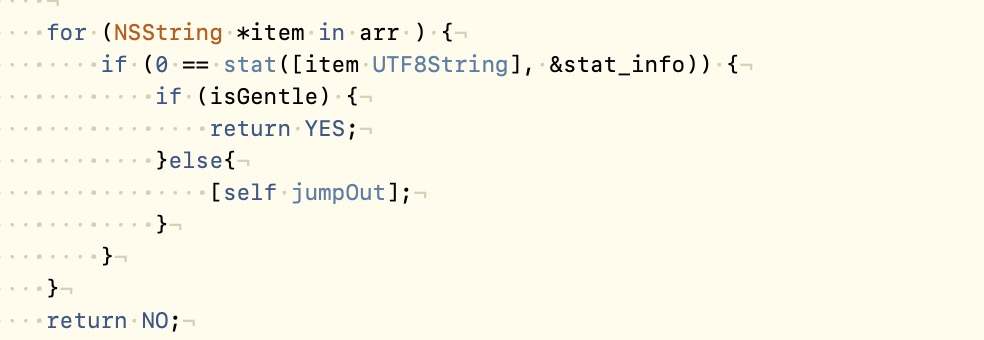 for (NSString *item in arr ) {
if (0 == stat([item UTF8String], &stat_info)) {
if (isGentle) {
return YES;
}else{
[self jumpOut];
}
}
}
return NO;